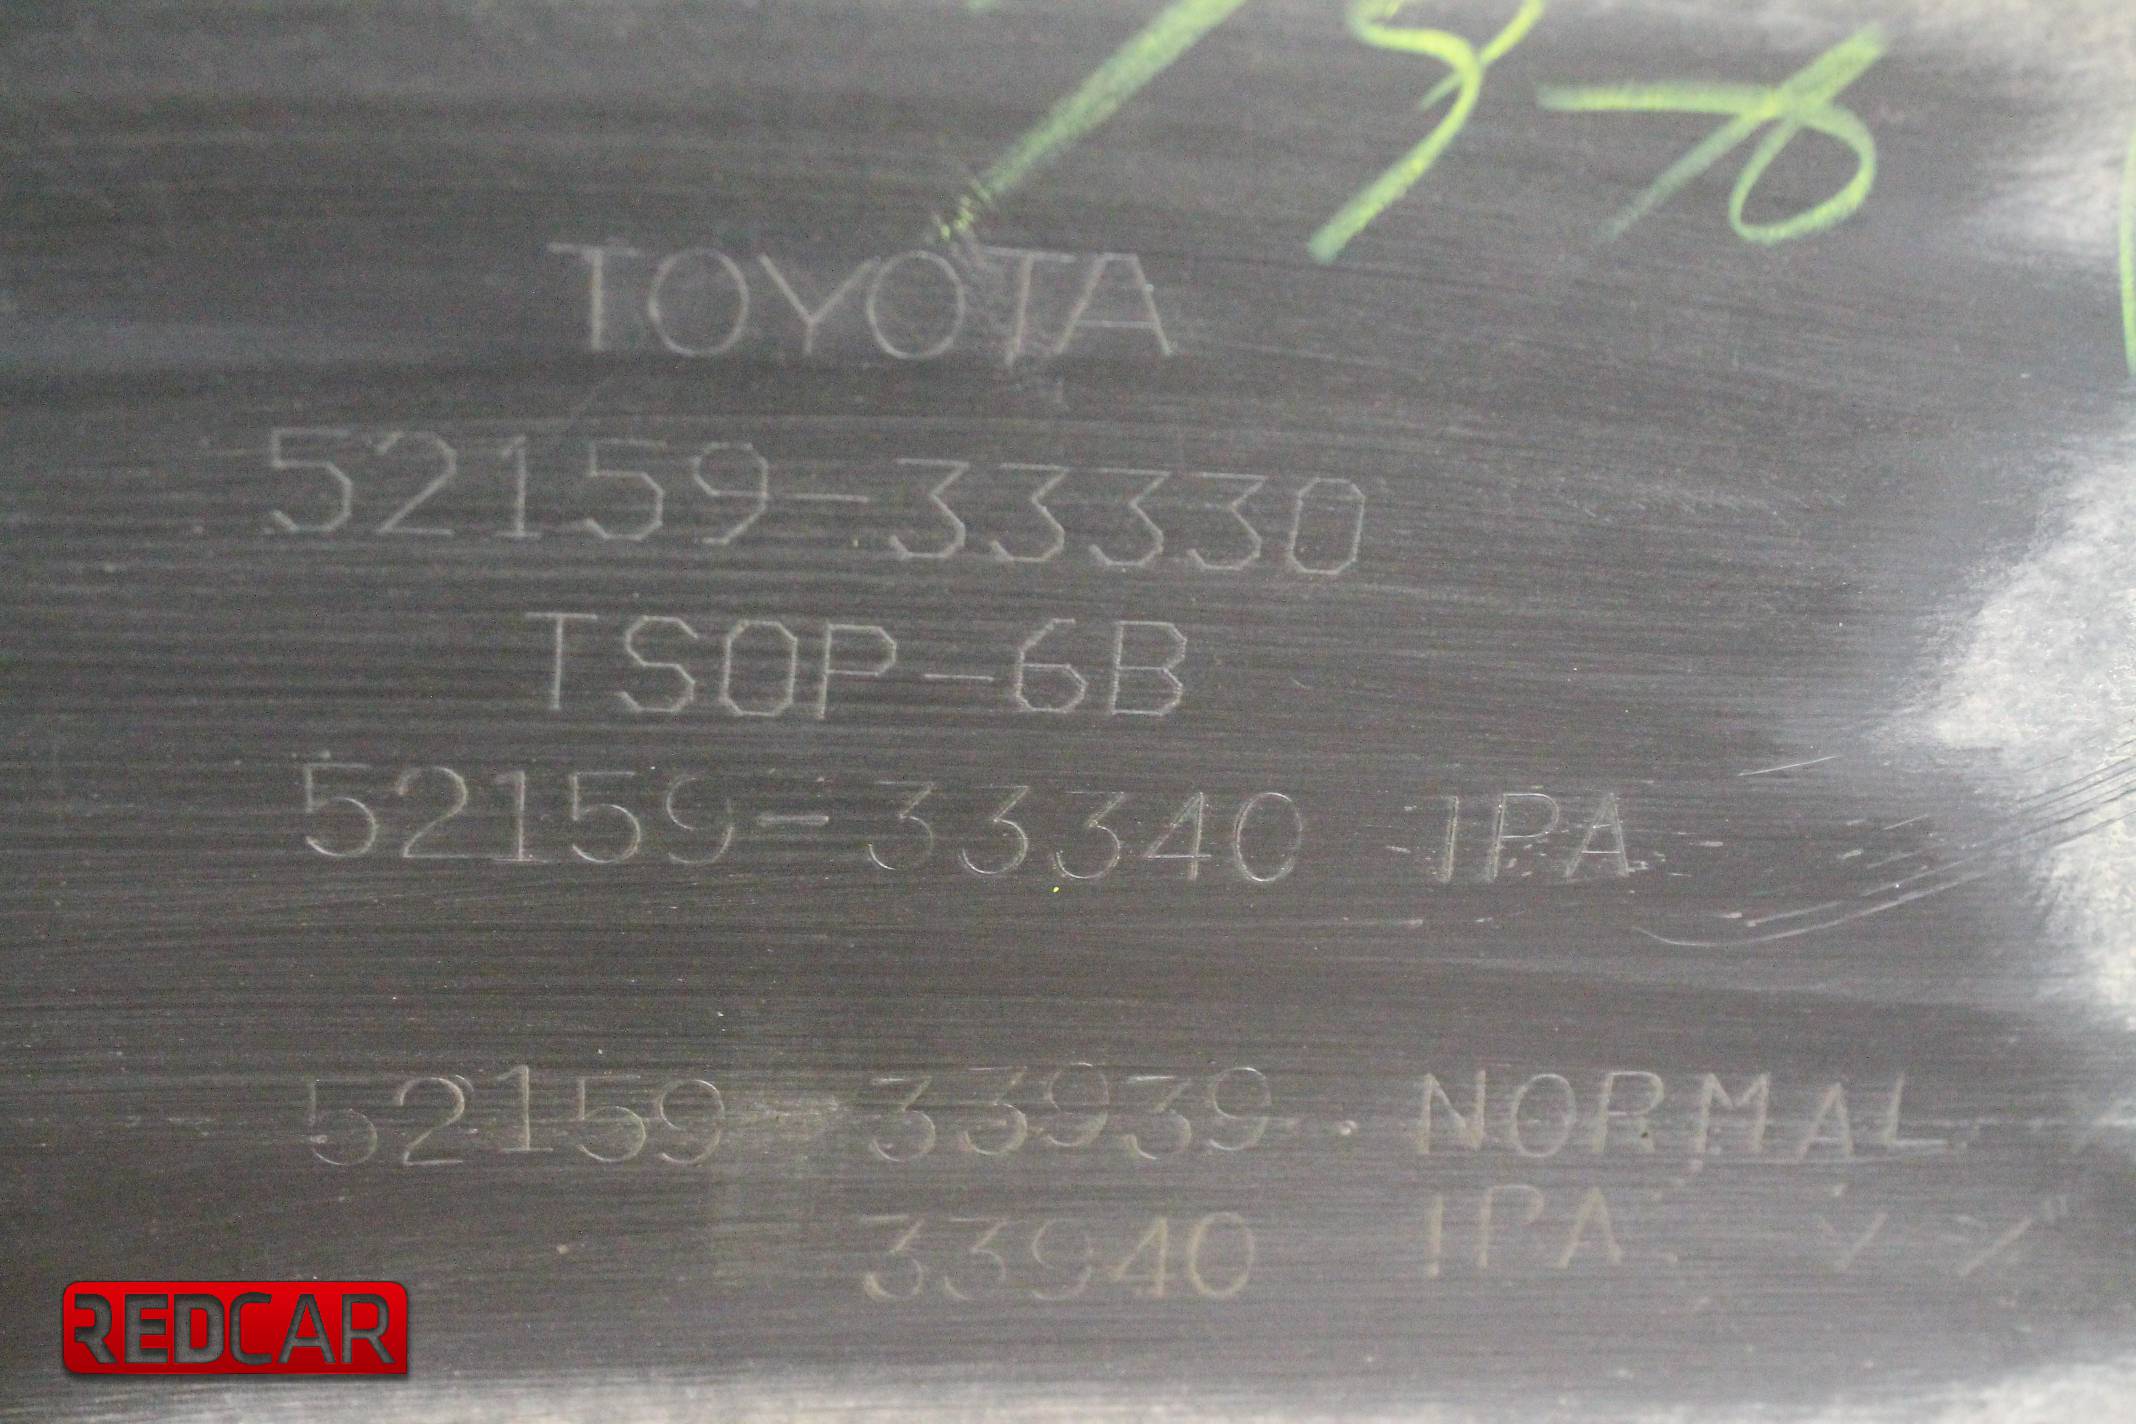 TOYOTA
52159-33330
TSOP-6B
52159-33340 IPA
52159-33939 NORMAL
33940 IPA
REDCAR